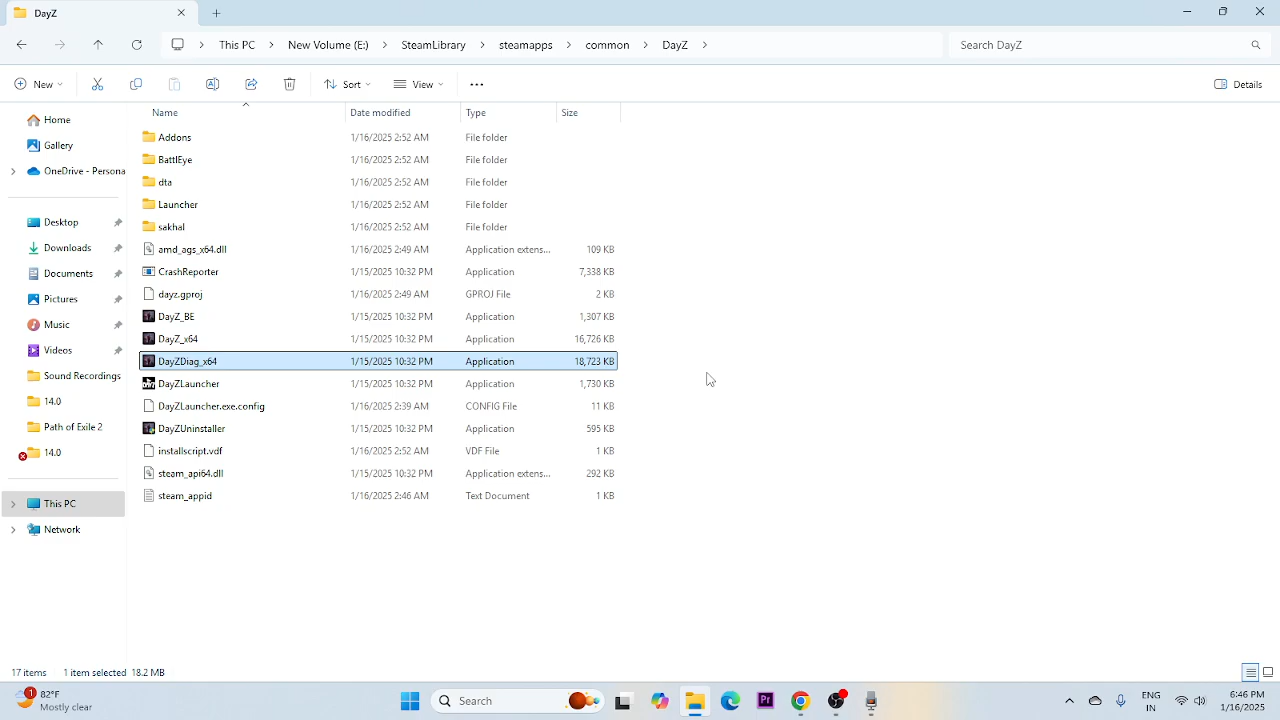 DayZ
This PC > New Volume (E:) > SteamLibrary > steamapps > common > DayZ >
Search DayZ
New
Sort
View
Details
Name Date modified Type Size
Home
Gallery
OneDrive - Persona
Desktop
Downloads
Documents
Pictures
Music
Videos
Sound Recordings
14.0
Path of Exile 2
14.0
This PC
Network
Addons 1/16/2025 2:52 AM File folder
BattlEye 1/16/2025 2:52 AM File folder
dta 1/16/2025 2:52 AM File folder
Launcher 1/16/2025 2:52 AM File folder
sakhal 1/16/2025 2:52 AM File folder
amd_ags_x64.dll 1/16/2025 2:49 AM Application extens... 109 KB
CrashReporter 1/15/2025 10:32 PM Application 7,338 KB
dayz.gproj 1/16/2025 2:49 AM GPROJ File 2 KB
DayZ_BE 1/15/2025 10:32 PM Application 1,307 KB
DayZ_x64 1/15/2025 10:32 PM Application 16,726 KB
DayZDiag_x64 1/15/2025 10:32 PM Application 18,723 KB
DayZLauncher 1/15/2025 10:32 PM Application 1,730 KB
DayZLauncher.exe.config 1/16/2025 2:39 AM CONFIG File 11 KB
DayZUninstaller 1/15/2025 10:32 PM Application 595 KB
installscript.vdf 1/16/2025 2:52 AM VDF File 1 KB
steam_api64.dll 1/15/2025 10:32 PM Application extens... 292 KB
steam_appid 1/16/2025 2:46 AM Text Document 1 KB
17 items 1 item selected 18.2 MB
1
82°F
Mostly clear
Search
Pr
ENG
IN
6:46 PM
1/16/2025